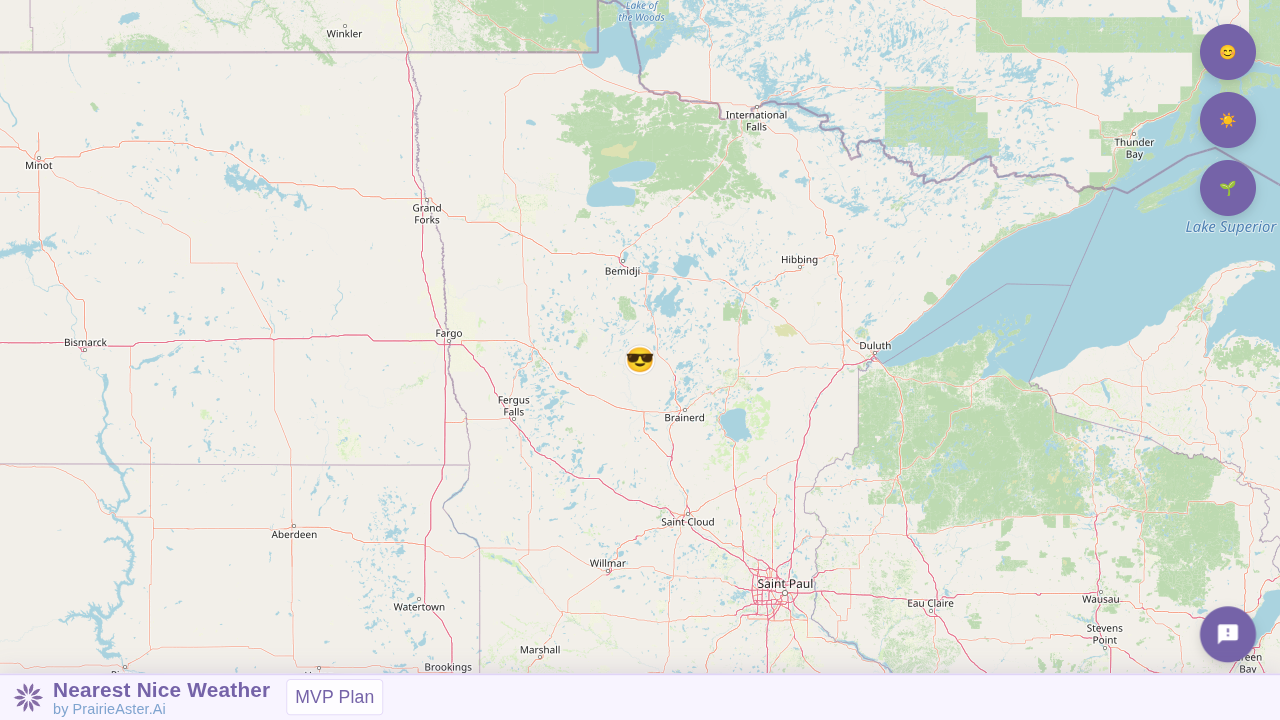 Lake of
the Woods
Winkler
International
Falls
Thunder
Bay
Minot
Grand
Forks
Lake Superior
Hibbing
Bemidji
Fargo
Bismarck
Duluth
Fergus
Falls
Brainerd
Saint Cloud
Aberdeen
Willmar
Saint Paul
Watertown
Eau Claire
Wausau
Stevens
Point
Marshall
Brookings
Bay
Nearest Nice Weather
by PrairieAster.Ai
MVP Plan